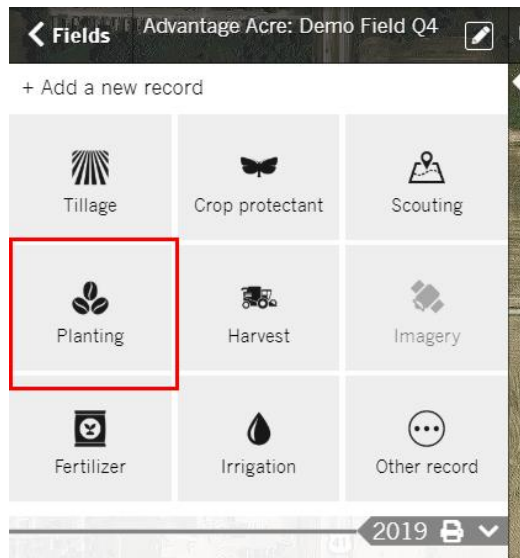 Fields Advantage Acre: Demo Field Q4
+ Add a new record
Tillage Crop protectant Scouting
Planting Harvest Imagery
Fertilizer Irrigation Other record
2019